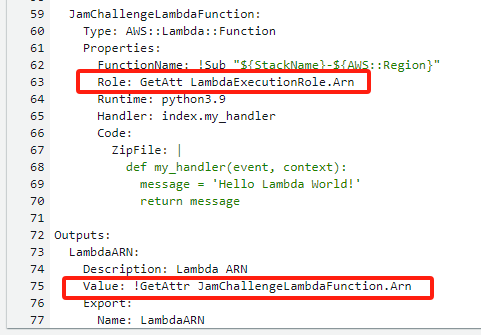 59
60 JamChallengeLambdaFunction:
61 Type: AWS::Lambda::Function
62 Properties:
FunctionName: !Sub "${StackName}-${AWS::Region}"
63 Role: GetAtt LambdaExecutionRole.Arn
64 Runtime: python3.9
65 Handler: index.my_handler
66 Code:
67 ZipFile: |
68 def my_handler(event, context):
69 message = 'Hello Lambda World!'
70 return message
71
72 Outputs:
73 LambdaARN:
74 Description: Lambda ARN
75 Value: !GetAttr JamChallengeLambdaFunction.Arn
76 Export:
77 Name: LambdaARN